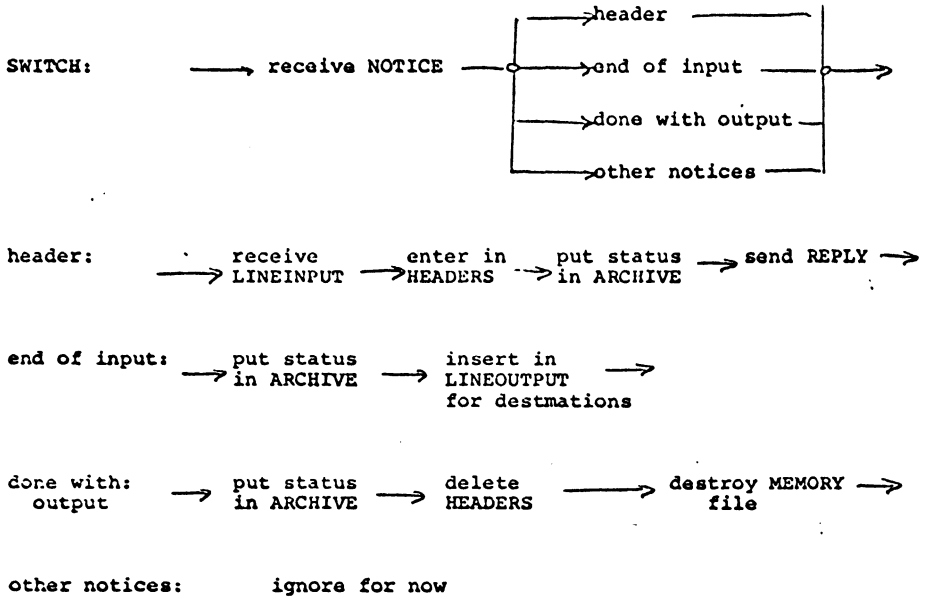 header
SWITCH: receive NOTICE end of input
done with output
other notices
header: receive enter in put status send REPLY
LINEINPUT HEADERS in ARCHIVE
end of input: put status insert in
in ARCHIVE LINEOUTPUT
for destmations
done with: put status delete destroy MEMORY
output in ARCHIVE HEADERS file
other notices: ignore for now